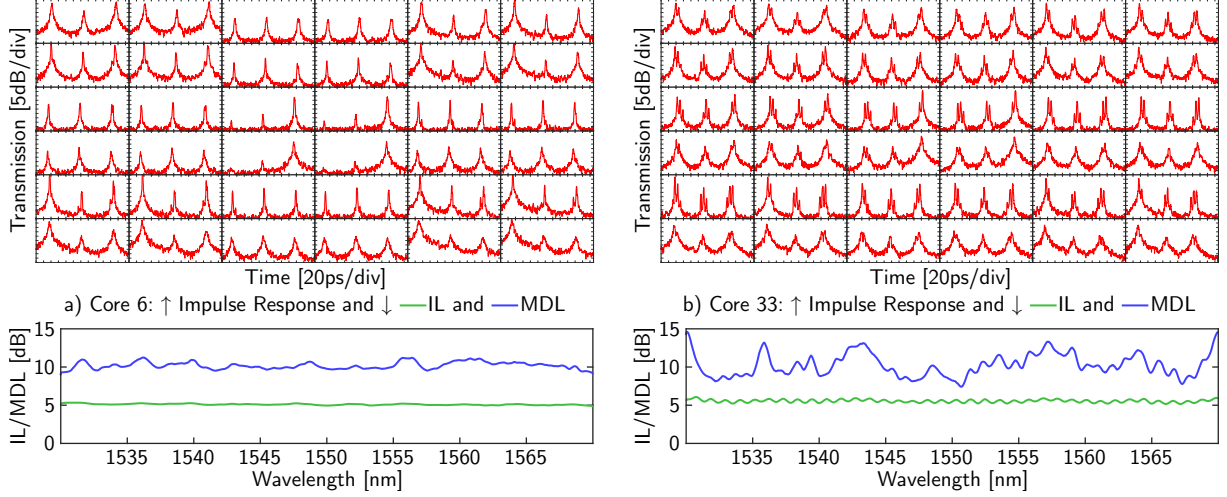 Transmission [5dB/div]
Time [20ps/div]
a) Core 6: ↑ Impulse Response and ↓ IL and MDL
IL/MDL [dB]
15
10
5
0
1535 1540 1545 1550 1555 1560 1565
Wavelength [nm]
Transmission [5dB/div]
Time [20ps/div]
b) Core 33: ↑ Impulse Response and ↓ IL and MDL
IL/MDL [dB]
15
10
5
0
1535 1540 1545 1550 1555 1560 1565
Wavelength [nm]